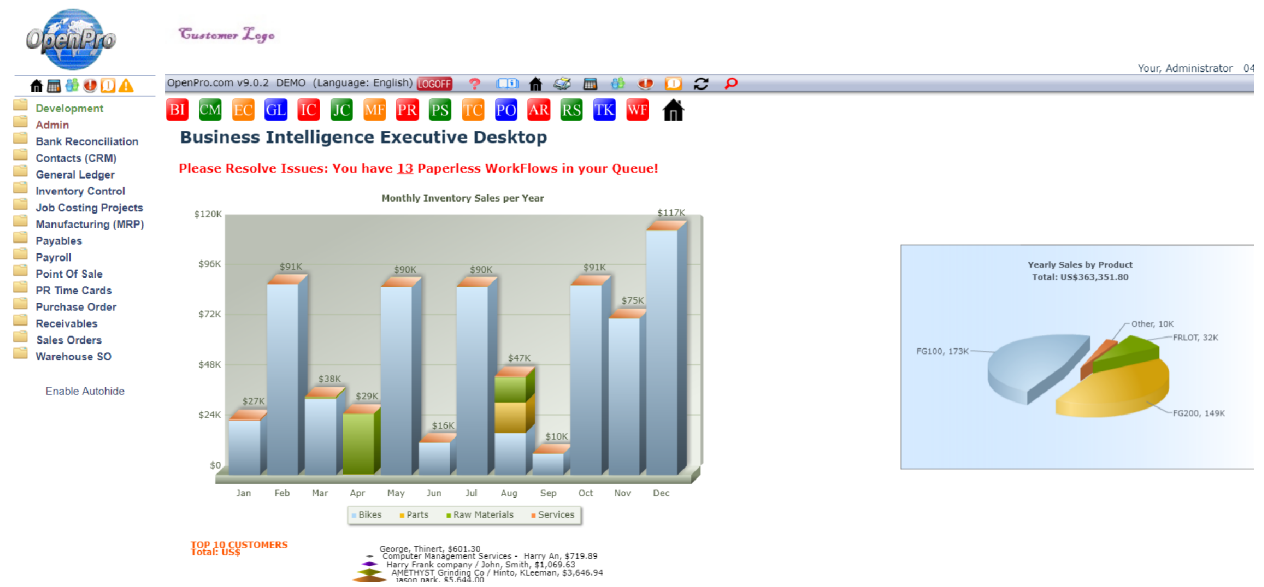 OpenPro
Customer Logo
Your, Administrator 04
OpenPro.com v9.0.2 DEMO (Language: English) LOGOFF
BI CM EC GL IC JC MF PR PS TC PO AR RS TK WF
Development
Admin
Bank Reconciliation
Contacts (CRM)
General Ledger
Inventory Control
Job Costing Projects
Manufacturing (MRP)
Payables
Payroll
Point Of Sale
PR Time Cards
Purchase Order
Receivables
Sales Orders
Warehouse SO
Enable Autohide
Business Intelligence Executive Desktop
Please Resolve Issues: You have 13 Paperless WorkFlows in your Queue!
Monthly Inventory Sales per Year
$120K
$96K
$72K
$48K
$24K
$0
$27K
$91K
$38K
$29K
$90K
$16K
$90K
$47K
$10K
$91K
$75K
$117K
Jan Feb Mar Apr May Jun Jul Aug Sep Oct Nov Dec
Bikes Parts Raw Materials Services
Yearly Sales by Product
Total: US$363,351.80
Other, 10K
FRLOT, 32K
FG100, 173K
FG200, 149K
TOP 10 CUSTOMERS
Total: US$
George, Thinert, $601.30
Computer Management Services - Harry An, $719.89
Harry Frank company / John, Smith, $1,069.63
AMETHYST Grinding Co / Hinto, KLeeman, $3,646.94
jason park, $5,644.00